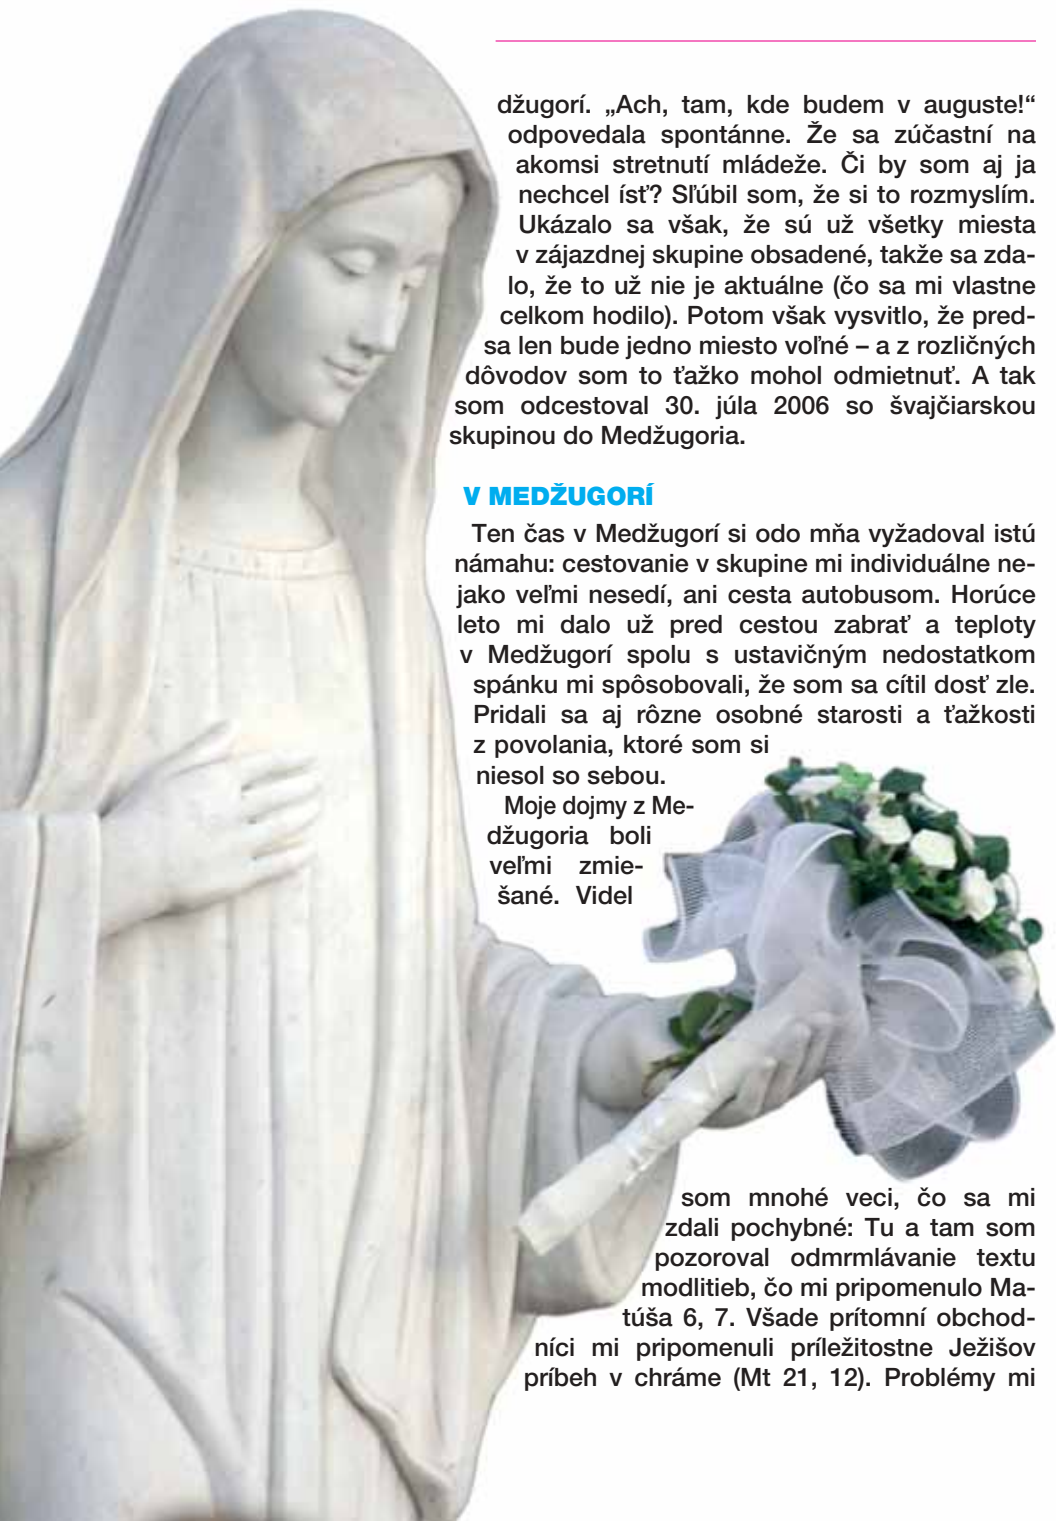 džugorí. „Ach, tam, kde budem v auguste!“
odpovedala spontánne. Že sa zúčastní na
akomsi stretnutí mládeže. Či by som aj ja
nechcel ísť? Sľúbil som, že si to rozmyslím.
Ukázalo sa však, že sú už všetky miesta
v zájazdnej skupine obsadené, takže sa zda-
lo, že to už nie je aktuálne (čo sa mi vlastne
celkom hodilo). Potom však vysvitlo, že pred-
sa len bude jedno miesto voľné – a z rozličných
dôvodov som to ťažko mohol odmietnuť. A tak
som odcestoval 30. júla 2006 so švajčiarskou
skupinou do Medžugoria.
V MEDŽUGORÍ
Ten čas v Medžugorí si odo mňa vyžadoval istú
námahu: cestovanie v skupine mi individuálne ne-
jako veľmi nesedí, ani cesta autobusom. Horúce
leto mi dalo už pred cestou zabrať a teploty
v Medžugorí spolu s ustavičným nedostatkom
spánku mi spôsobovali, že som sa cítil dosť zle.
Pridali sa aj rôzne osobné starosti a ťažkosti
z povolania, ktoré som si
niesol so sebou.
Moje dojmy z Me-
džugoria boli
veľmi zmie-
šané. Videl
som mnohé veci, čo sa mi
zdali pochybné: Tu a tam som
pozoroval odmrmlávanie textu
modlitieb, čo mi pripomenulo Ma-
túša 6, 7. Všade prítomní obchod-
níci mi pripomenuli príležitostne Ježišov
príbeh v chráme (Mt 21, 12). Problémy mi